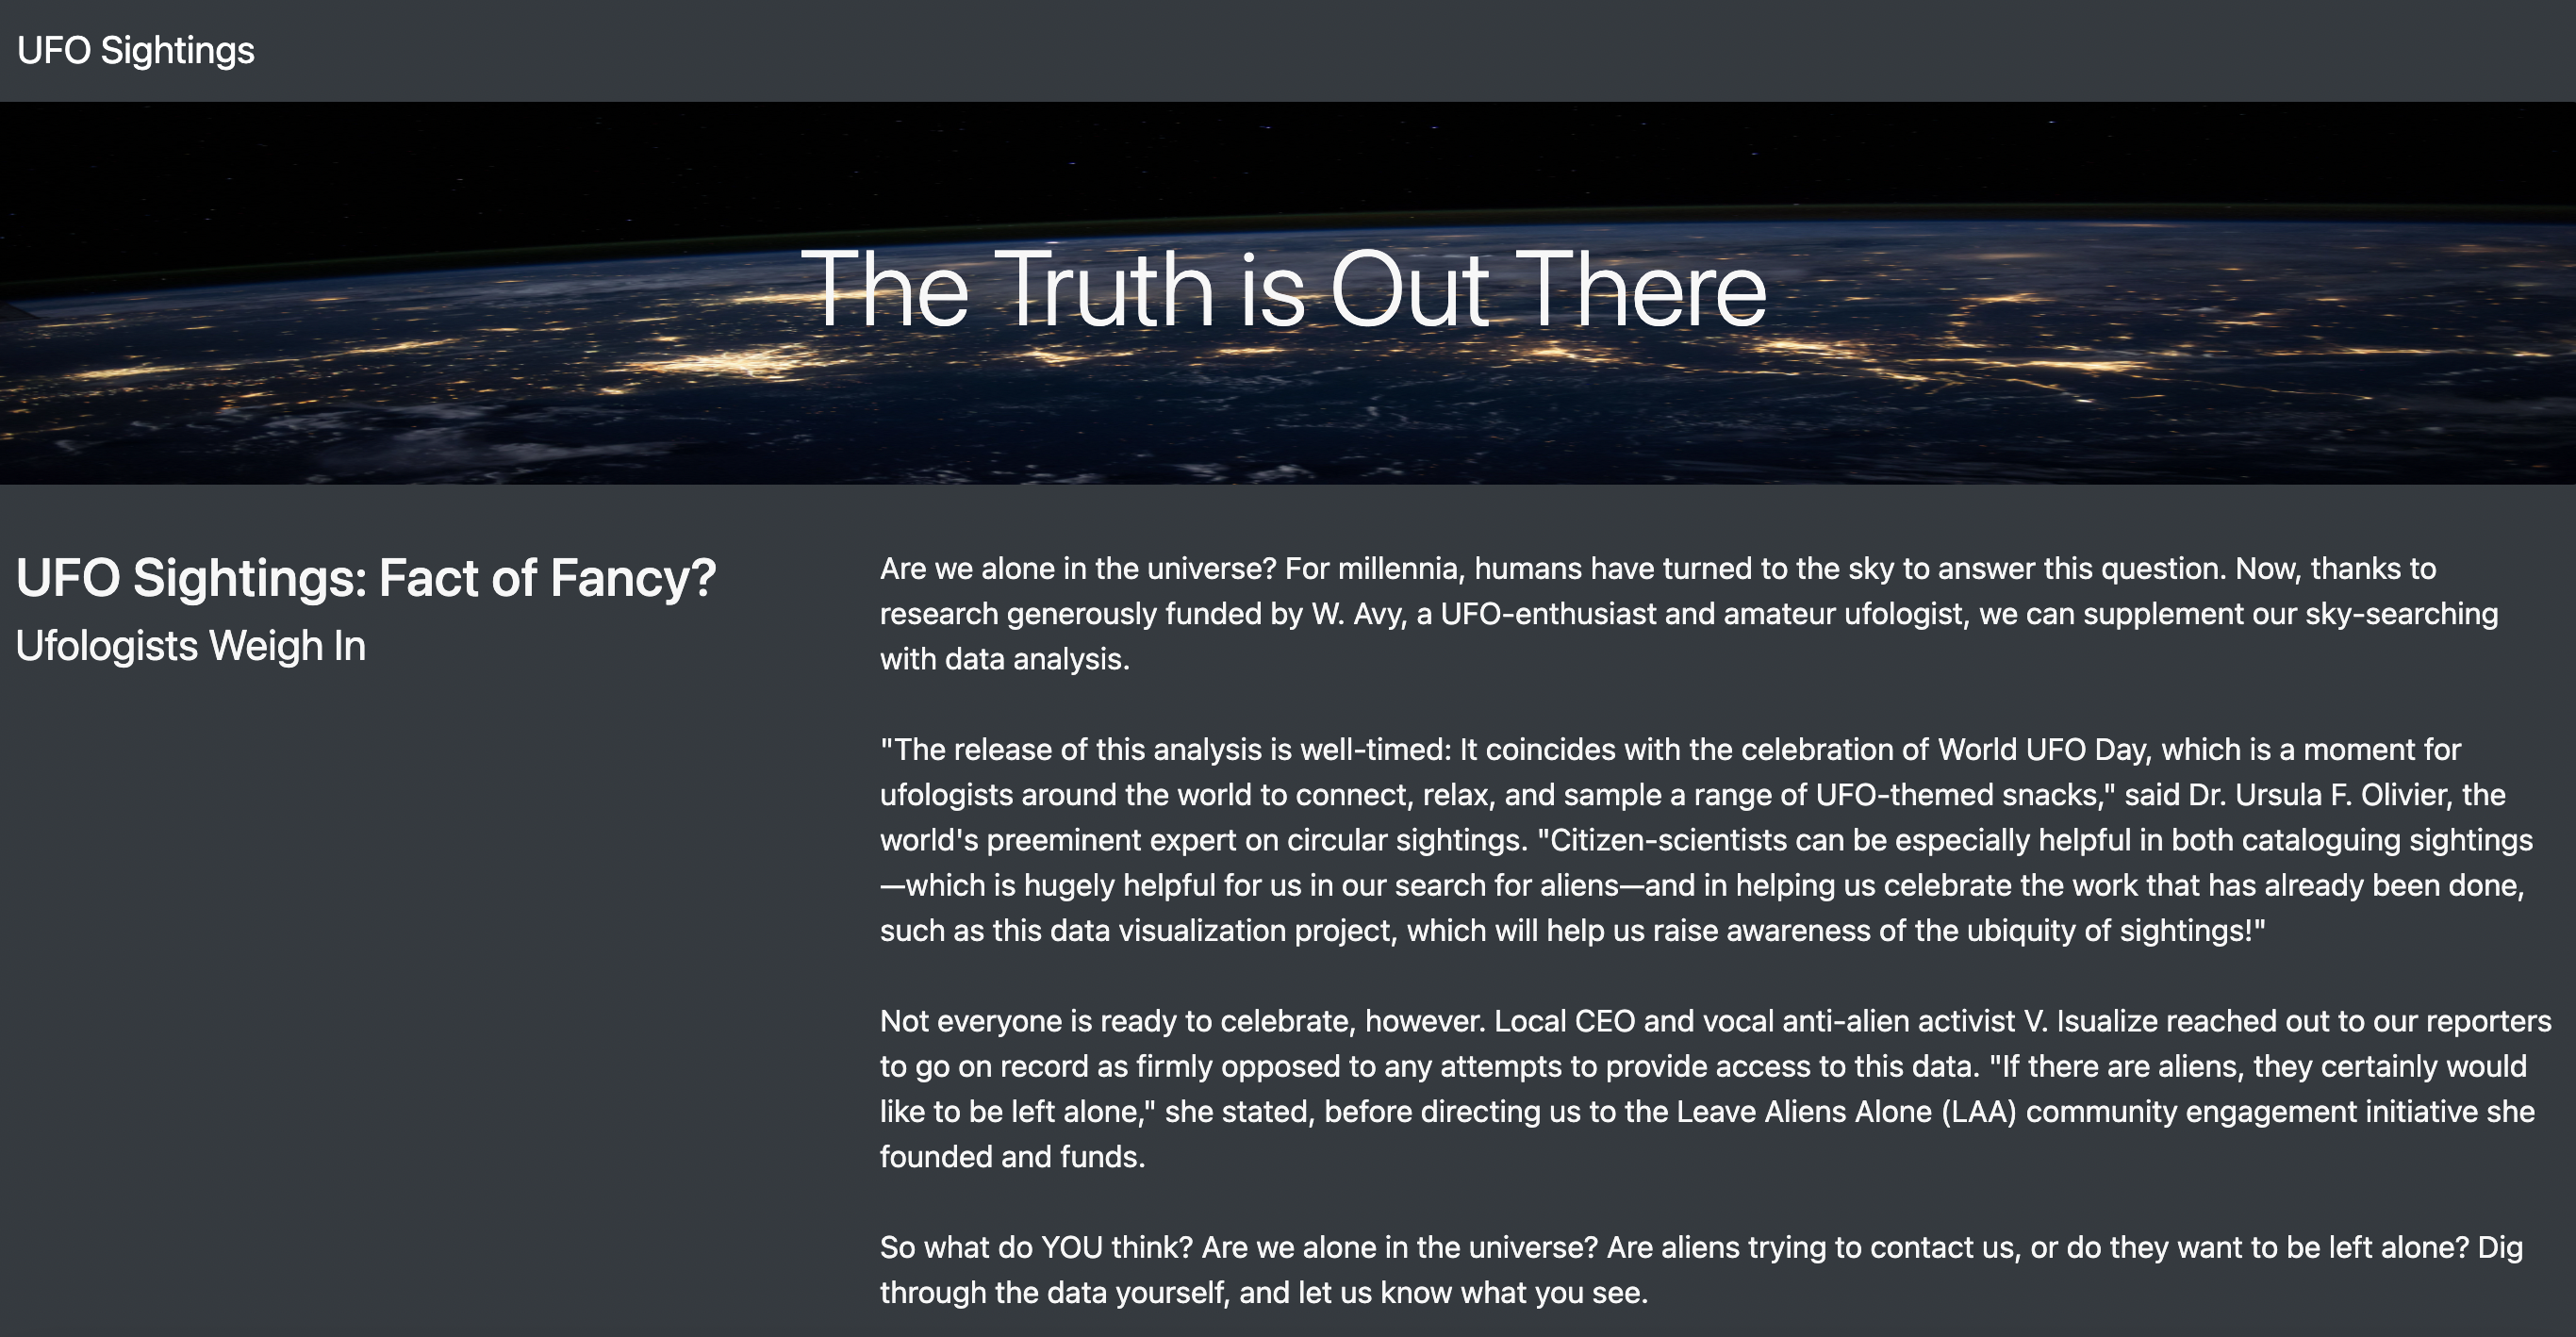 UFO Sightings
The Truth is Out There
UFO Sightings: Fact of Fancy?
Ufologists Weigh In
Are we alone in the universe? For millennia, humans have turned to the sky to answer this question. Now, thanks to
research generously funded by W. Avy, a UFO-enthusiast and amateur ufologist, we can supplement our sky-searching
with data analysis.
"The release of this analysis is well-timed: It coincides with the celebration of World UFO Day, which is a moment for
ufologists around the world to connect, relax, and sample a range of UFO-themed snacks," said Dr. Ursula F. Olivier, the
world's preeminent expert on circular sightings. "Citizen-scientists can be especially helpful in both cataloguing sightings
—which is hugely helpful for us in our search for aliens—and in helping us celebrate the work that has already been done,
such as this data visualization project, which will help us raise awareness of the ubiquity of sightings!"
Not everyone is ready to celebrate, however. Local CEO and vocal anti-alien activist V. Isualize reached out to our reporters
to go on record as firmly opposed to any attempts to provide access to this data. "If there are aliens, they certainly would
like to be left alone," she stated, before directing us to the Leave Aliens Alone (LAA) community engagement initiative she
founded and funds.
So what do YOU think? Are we alone in the universe? Are aliens trying to contact us, or do they want to be left alone? Dig
through the data yourself, and let us know what you see.